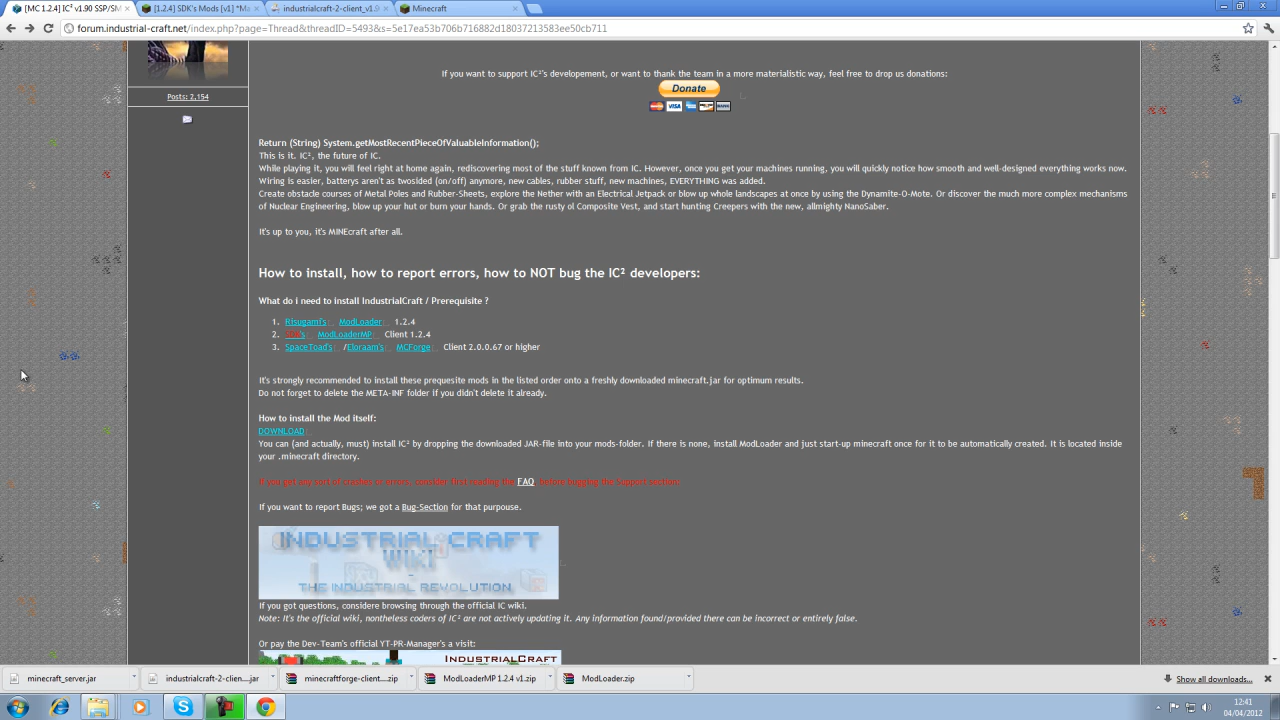 [MC 1.2.4] IC² v1.90 SSP/SM
[1.2.4] SDK's Mods [v1] *Ma
industrialcraft-2-client_v1.9
Minecraft
forum.industrial-craft.net/index.php?page=Thread&threadID=5493&s=5e17ea53b706b716882d18037213583ee50cb711
Posts: 2,154
If you want to support IC²'s developement, or want to thank the team in a more materialistic way, feel free to drop us donations:
Donate
VISA
Return (String) System.getMostRecentPieceOfValuableInformation();
This is it. IC², the future of IC.
While playing it, you will feel right at home again, rediscovering most of the stuff known from IC. However, once you get your machines running, you will quickly notice how smooth and well-designed everything works now.
Wiring is easier, batterys aren't as twosided (on/off) anymore, new cables, rubber stuff, new machines, EVERYTHING was added.
Create obstacle courses of Metal Poles and Rubber-Sheets, explore the Nether with an Electrical Jetpack or blow up whole landscapes at once by using the Dynamite-O-Mote. Or discover the much more complex mechanisms
of Nuclear Engineering, blow up your hut or burn your hands. Or grab the rusty ol Composite Vest, and start hunting Creepers with the new, allmighty NanoSaber.
It's up to you, it's MINEcraft after all.
How to install, how to report errors, how to NOT bug the IC² developers:
What do i need to install IndustrialCraft / Prerequisite ?
1. Risugami's ModLoader 1.2.4
2. SDK's ModLoaderMP Client 1.2.4
3. SpaceToad's /Eloraam's MCForge Client 2.0.0.67 or higher
It's strongly recommended to install these prequesite mods in the listed order onto a freshly downloaded minecraft.jar for optimum results.
Do not forget to delete the META-INF folder if you didn't delete it already.
How to install the Mod itself:
DOWNLOAD
You can (and actually, must) install IC² by dropping the downloaded JAR-file into your mods-folder. If there is none, install ModLoader and just start-up minecraft once for it to be automatically created. It is located inside
your .minecraft directory.
If you get any sort of crashes or errors, consider first reading the FAQ before bugging the support section!
If you want to report Bugs; we got a Bug-Section for that purpouse.
INDUSTRIAL CRAFT
WIKI
-
THE INDUSTRIAL REVOLUTION
If you got questions, considere browsing through the official IC wiki.
Note: It's the official wiki, nontheless coders of IC² are not actively updating it. Any information found/provided there can be incorrect or entirely false.
Or pay the Dev-Team's official YT-PR-Manager's a visit:
INDUSTRIALCRAFT
minecraft_server.jar
industrialcraft-2-clien....jar
minecraftforge-client....zip
ModLoaderMP 1.2.4 v1.zip
ModLoader.zip
Show all downloads...
12:41
04/04/2012